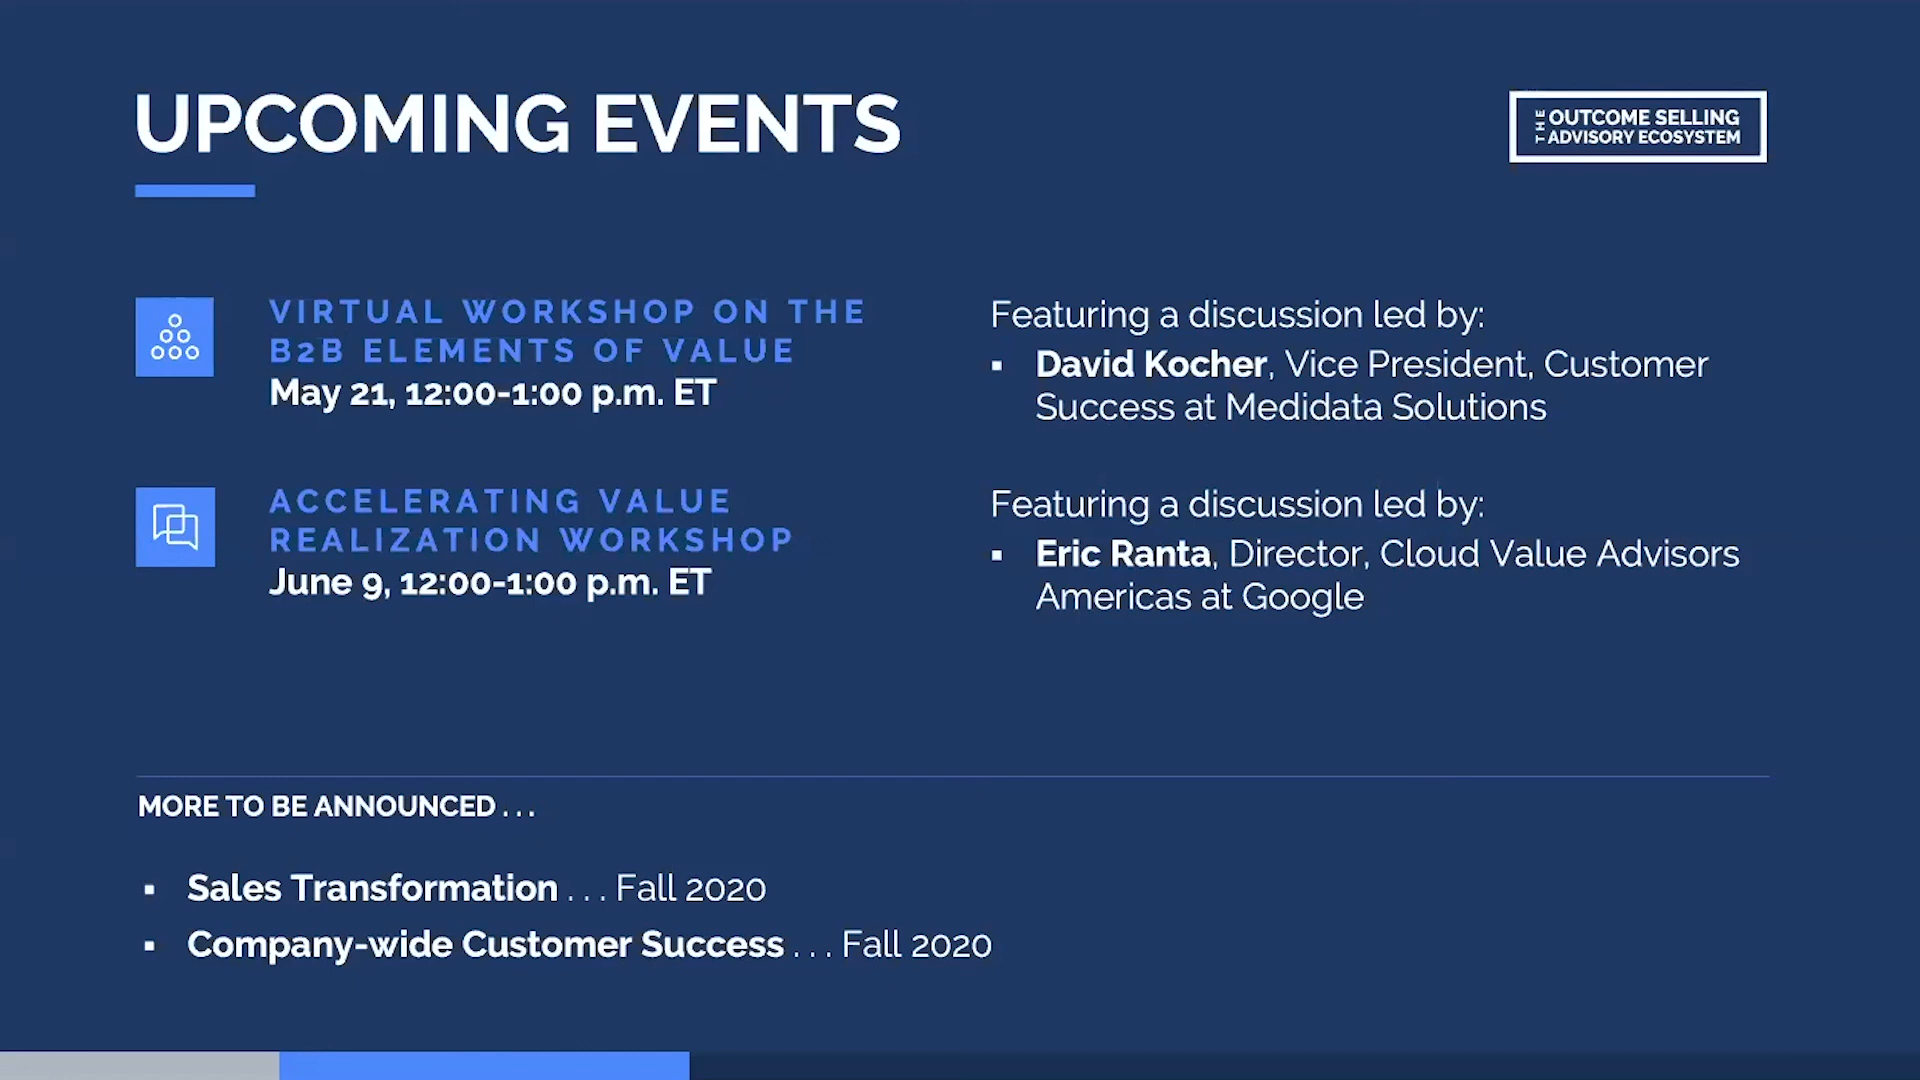 UPCOMING EVENTS
THE OUTCOME SELLING
ADVISORY ECOSYSTEM
VIRTUAL WORKSHOP ON THE
B2B ELEMENTS OF VALUE
May 21, 12:00-1:00 p.m. ET
Featuring a discussion led by:
▪ David Kocher, Vice President, Customer
Success at Medidata Solutions
ACCELERATING VALUE
REALIZATION WORKSHOP
June 9, 12:00-1:00 p.m. ET
Featuring a discussion led by:
▪ Eric Ranta, Director, Cloud Value Advisors
Americas at Google
MORE TO BE ANNOUNCED . . .
▪ Sales Transformation . . . Fall 2020
▪ Company-wide Customer Success . . . Fall 2020